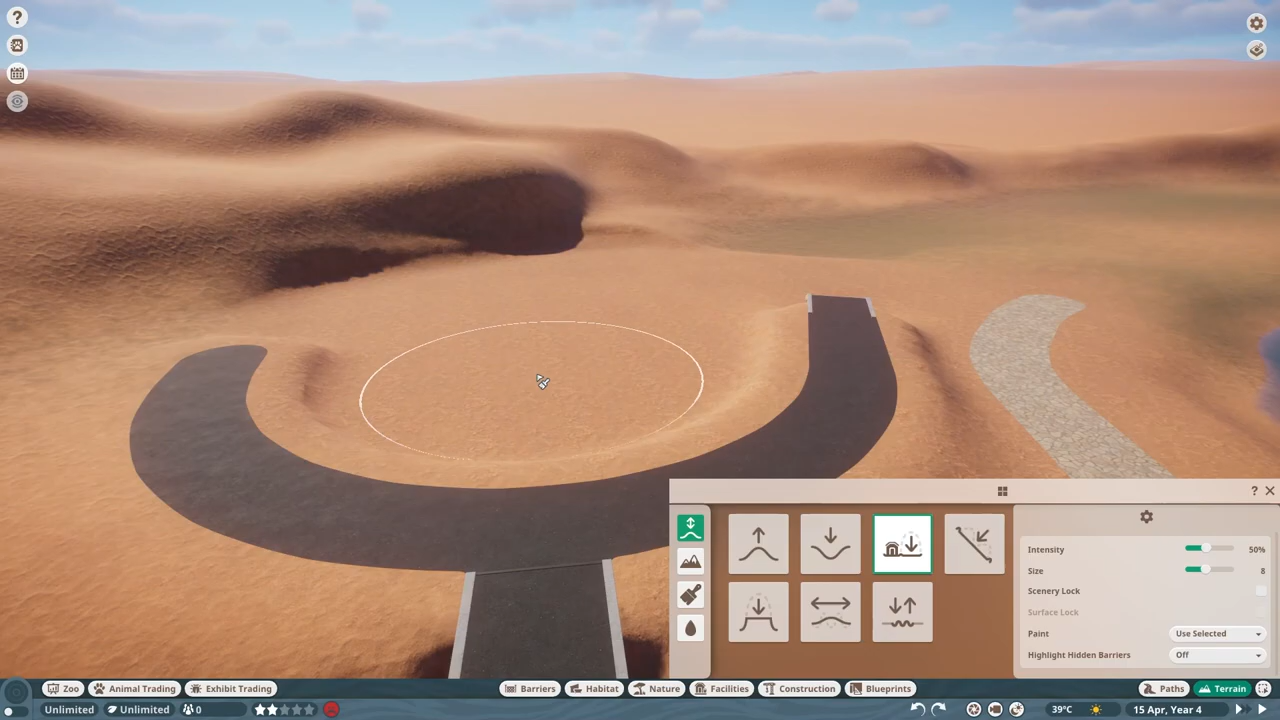 ?
? ×
Intensity 50%
Size 8
Scenery Lock
Surface Lock
Paint Use Selected
Highlight Hidden Barriers Off
Zoo Animal Trading Exhibit Trading Barriers Habitat Nature Facilities Construction Blueprints Paths Terrain
Unlimited Unlimited 0 39°C 15 Apr, Year 4